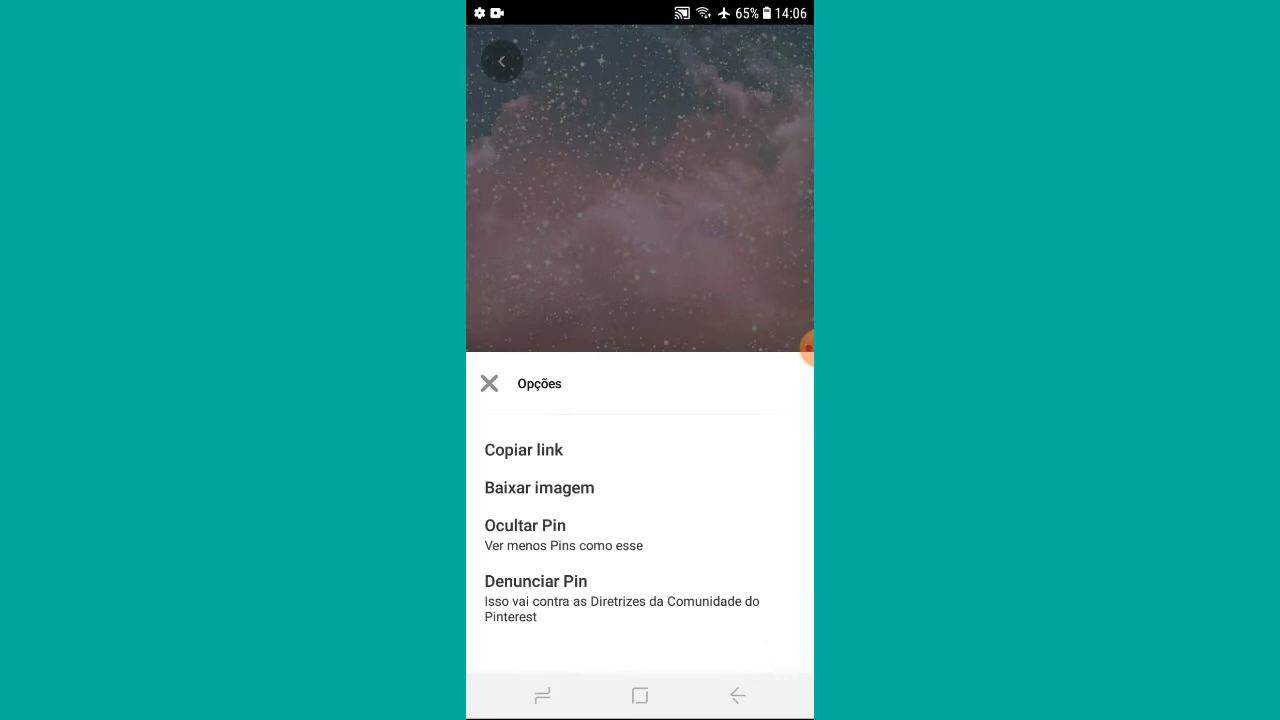 65% 14:06
Opções
Copiar link
Baixar imagem
Ocultar Pin
Ver menos Pins como esse
Denunciar Pin
Isso vai contra as Diretrizes da Comunidade do
Pinterest